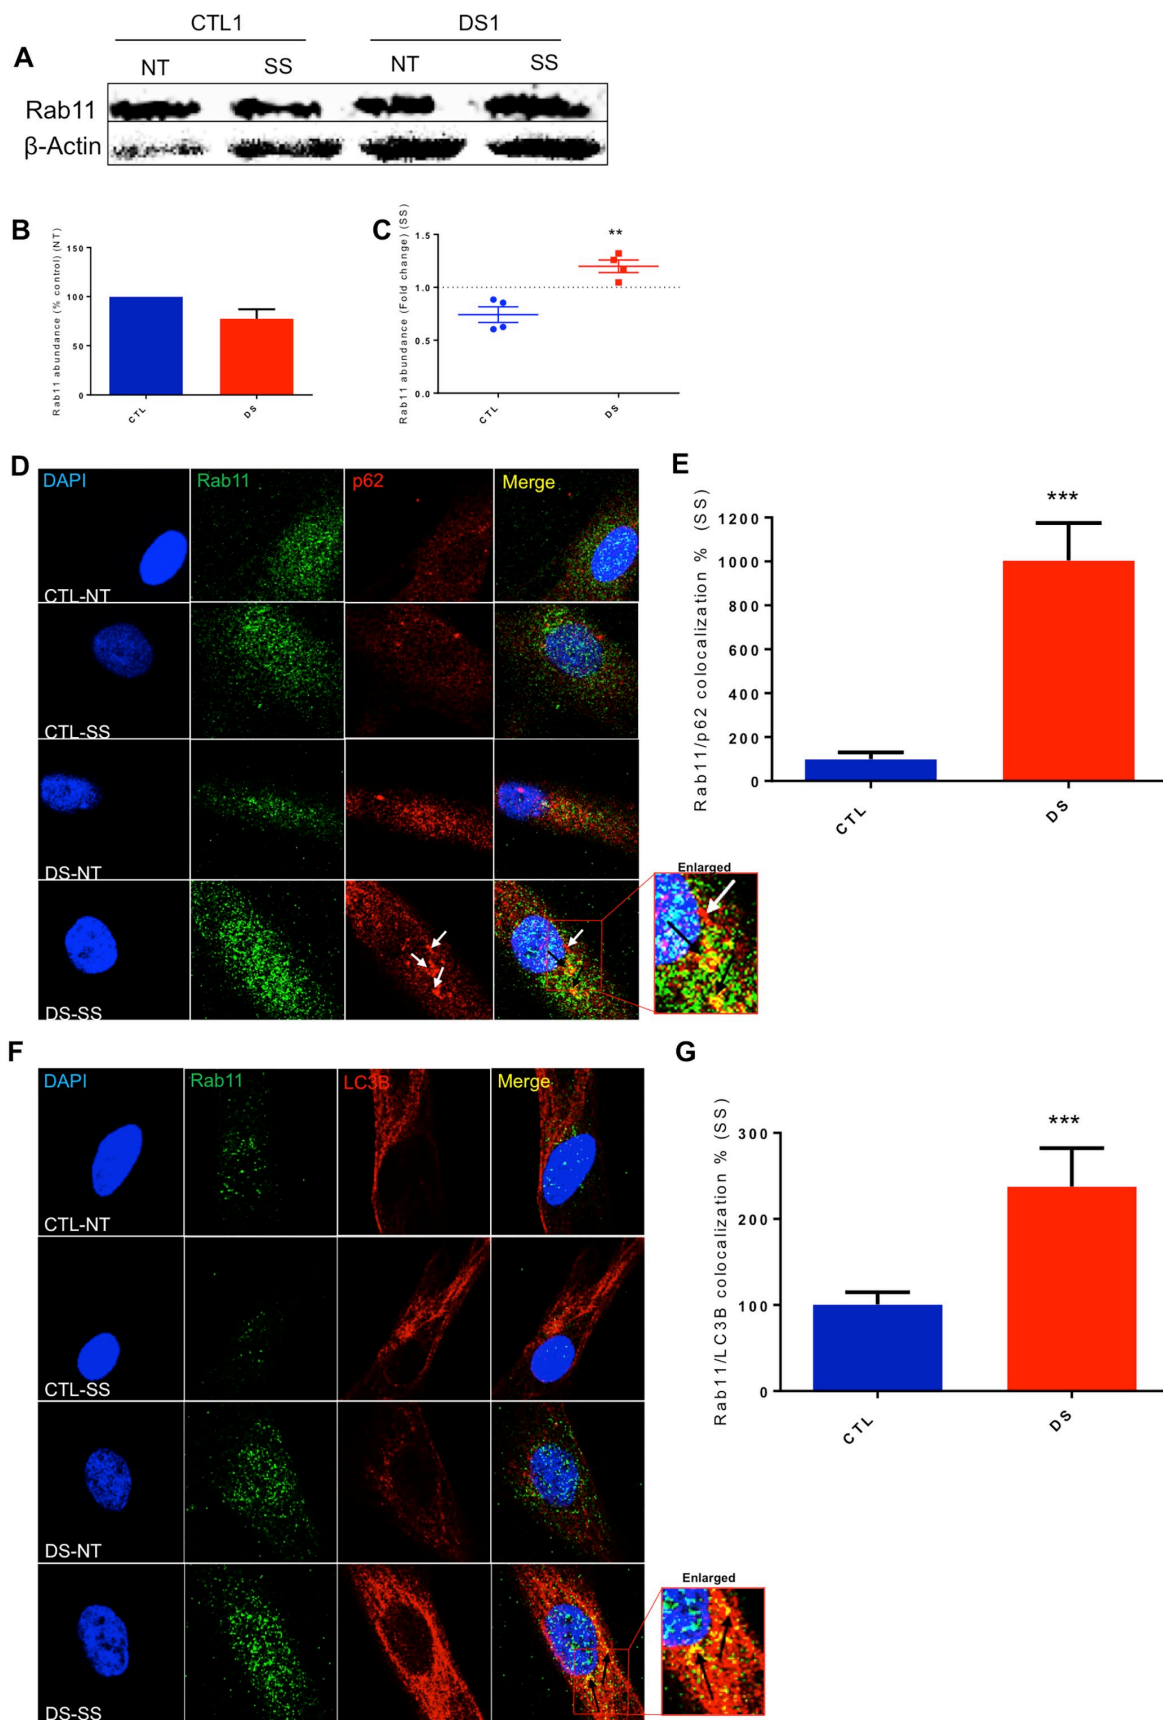 CTL1 DS1
A
NT SS NT SS
Rab11
β-Actin
B
Rab11 abundance (% control) (NT)
150
100
50
0
CTL DS
C
Rab11 abundance (Fold change) (SS)
**
1.5
1.0
0.5
0.0
CTL DS
D
DAPI Rab11 p62 Merge
CTL-NT
CTL-SS
DS-NT
DS-SS
Enlarged
E
Rab11/p62 colocalization % (SS)
***
1200
1000
800
600
400
200
0
CTL DS
F
DAPI Rab11 LC3B Merge
CTL-NT
CTL-SS
DS-NT
DS-SS
Enlarged
G
Rab11/LC3B colocalization % (SS)
***
300
200
100
0
CTL DS